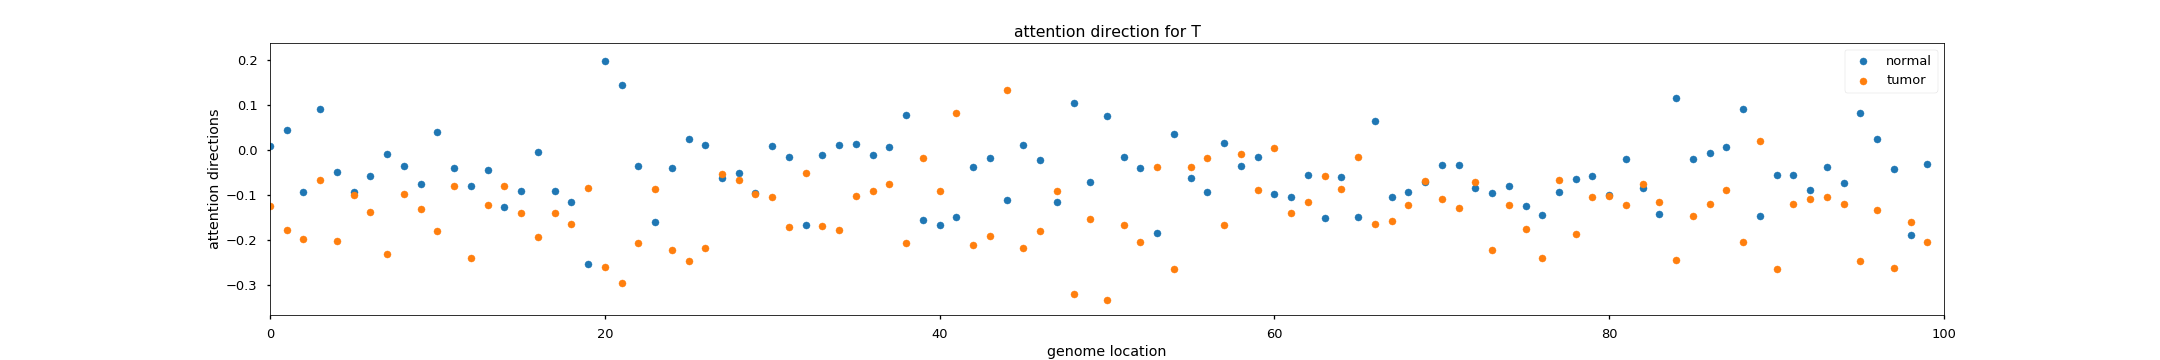 attention direction for T
attention directions
0.2
0.1
0.0
−0.1
−0.2
−0.3
normal
tumor
0 20 40 60 80 100
genome location